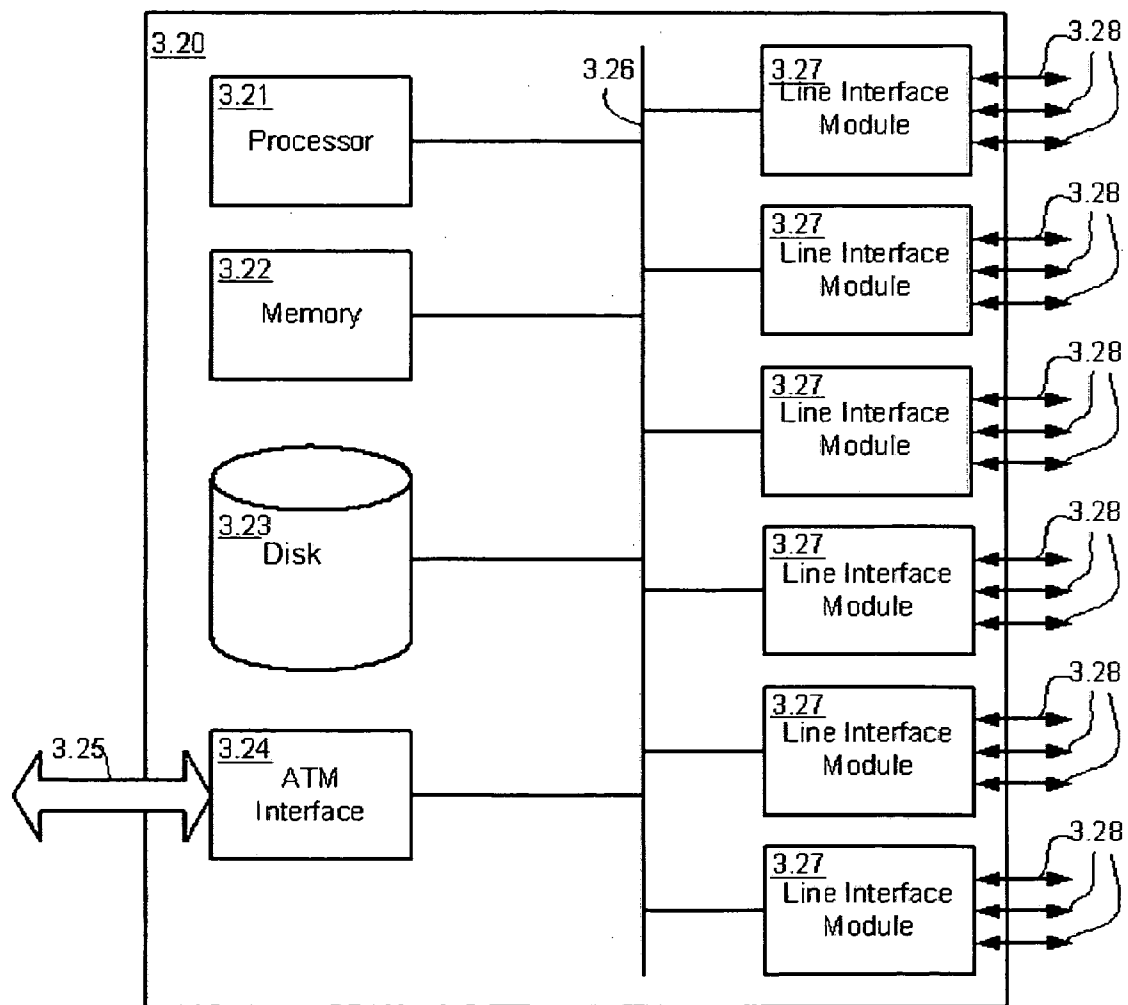 3.20
3.21
Processor
3.22
Memory
3.23
Disk
3.25
3.24
ATM
Interface
3.26
3.27
Line Interface
Module
3.28
3.27
Line Interface
Module
3.28
3.27
Line Interface
Module
3.28
3.27
Line Interface
Module
3.28
3.27
Line Interface
Module
3.28
3.27
Line Interface
Module
3.28